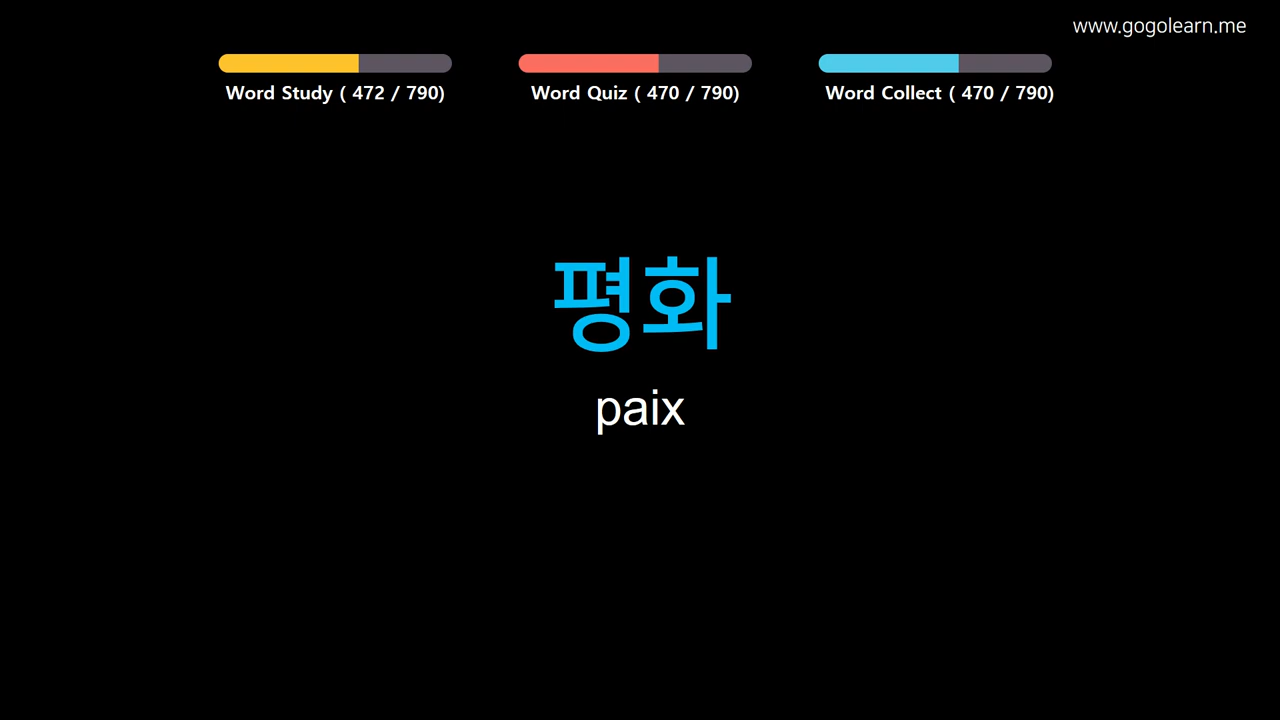 www.gogolearn.me
Word Study ( 472 / 790)
Word Quiz ( 470 / 790)
Word Collect ( 470 / 790)
평화
paix